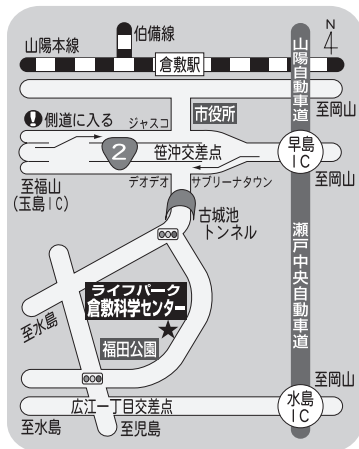 伯備線
山陽本線
倉敷駅
N
4
山陽自動車道
市役所
至岡山
側道に入る
ジャスコ
2
笹沖交差点
早島
IC
至福山
(玉島IC)
デオデオ
サブリーナタウン
至岡山
古城池
トンネル
瀬戸中央自動車道
ライフパーク
倉敷科学センター
至水島
福田公園
至岡山
広江一丁目交差点
水島
IC
至水島
至児島